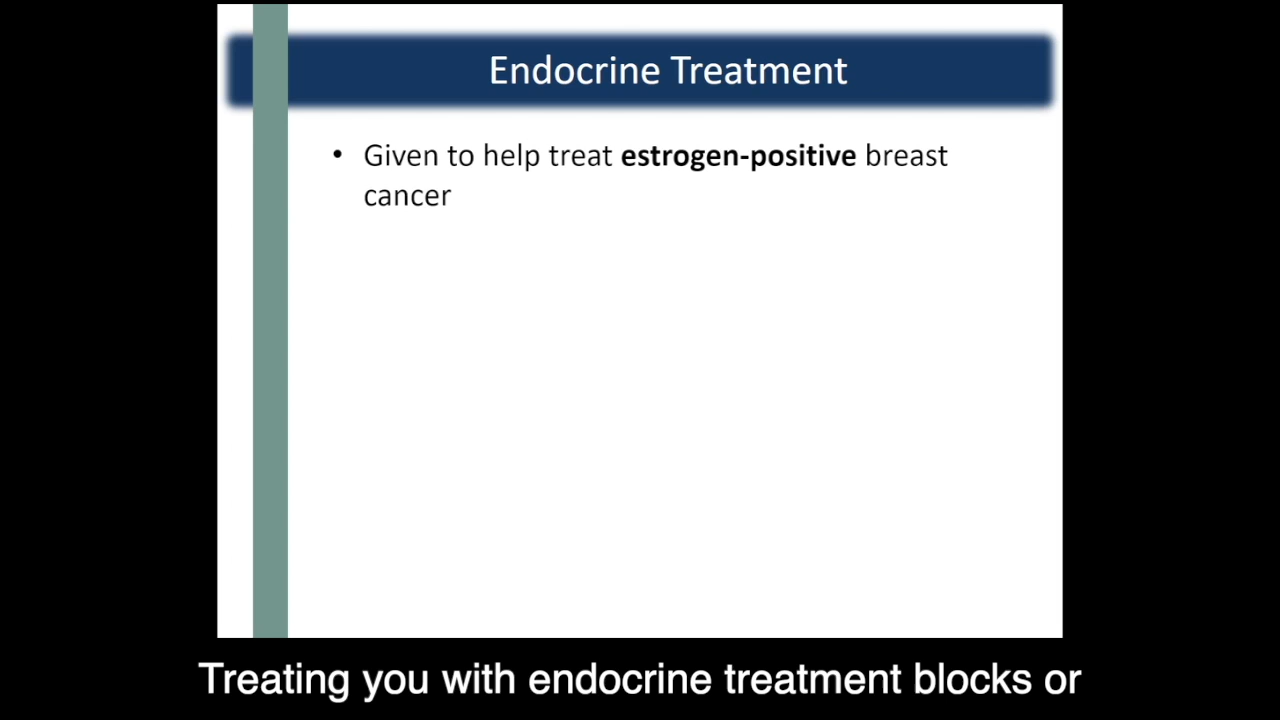 Endocrine Treatment
• Given to help treat estrogen-positive breast
cancer
Treating you with endocrine treatment blocks or